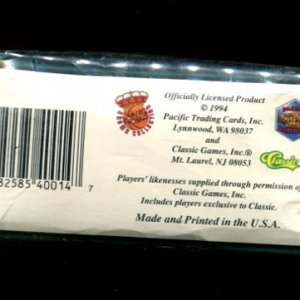 Officially Licensed Product
© 1994
Pacific Trading Cards, Inc.
Lynnwood, WA 98037
and
Classic Games, Inc.®
Mt. Laurel, NJ 08053
Classic
82585 40014 7
Players' likenesses supplied through permission
Classic Games, Inc.
Includes players exclusive to Classic.
Made and Printed in the U.S.A.